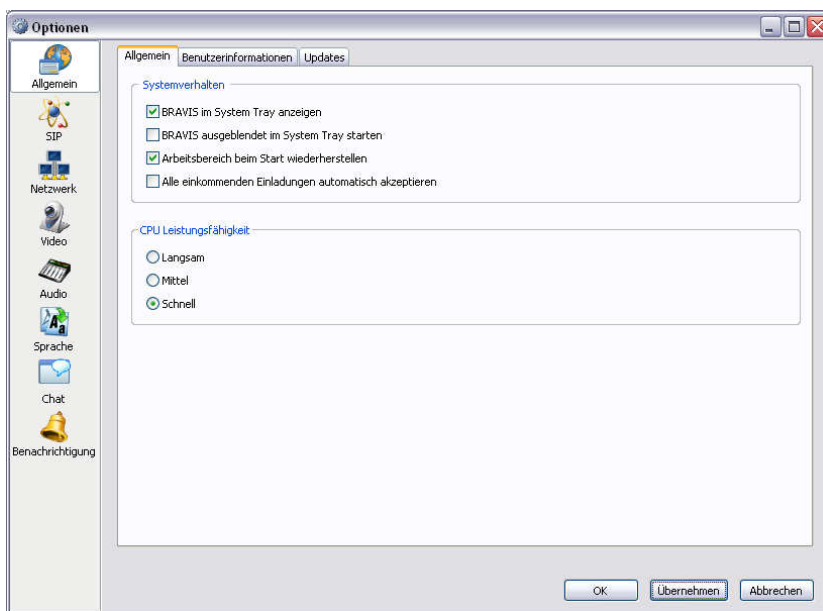 Optionen
Allgemein
SIP
Netzwerk
Video
Audio
Sprache
Chat
Benachrichtigung
Allgemein
Benutzerinformationen
Updates
Systemverhalten
BRAVIS im System Tray anzeigen
BRAVIS ausgeblendet im System Tray starten
Arbeitsbereich beim Start wiederherstellen
Alle einkommenden Einladungen automatisch akzeptieren
CPU Leistungsfähigkeit
Langsam
Mittel
Schnell
OK
Übernehmen
Abbrechen